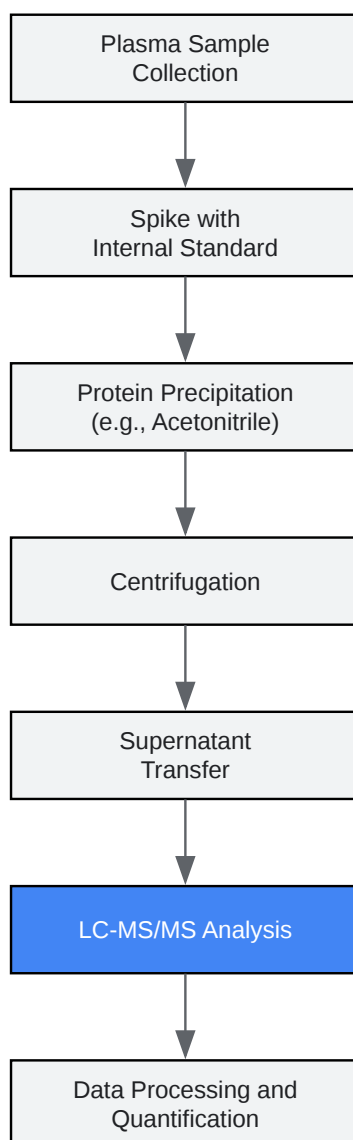 Plasma Sample
Collection
Spike with
Internal Standard
Protein Precipitation
(e.g., Acetonitrile)
Centrifugation
Supernatant
Transfer
LC-MS/MS Analysis
Data Processing and
Quantification